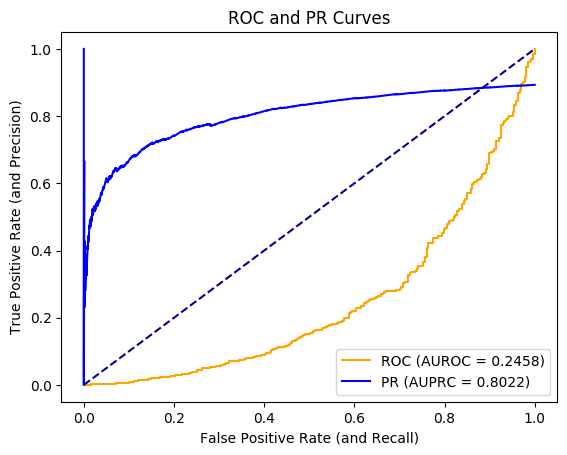 ROC and PR Curves
True Positive Rate (and Precision)
1.0
0.8
0.6
0.4
0.2
0.0
ROC (AUROC = 0.2458)
PR (AUPRC = 0.8022)
0.0 0.2 0.4 0.6 0.8 1.0
False Positive Rate (and Recall)